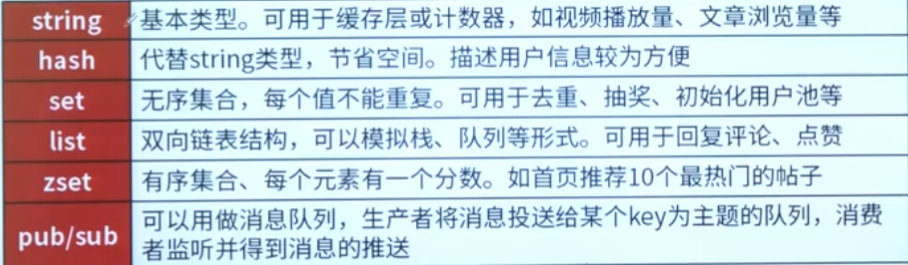 string 基本类型。可用于缓存层或计数器，如视频播放量、文章浏览量等
hash 代替string类型，节省空间。描述用户信息较为方便
set 无序集合，每个值不能重复。可用于去重、抽奖、初始化用户池等
list 双向链表结构，可以模拟栈、队列等形式。可用于回复评论、点赞
zset 有序集合、每个元素有一个分数。如首页推荐10个最热门的帖子
pub/sub 可以用做消息队列，生产者将消息投送给某个key为主题的队列，消费
者监听并得到消息的推送